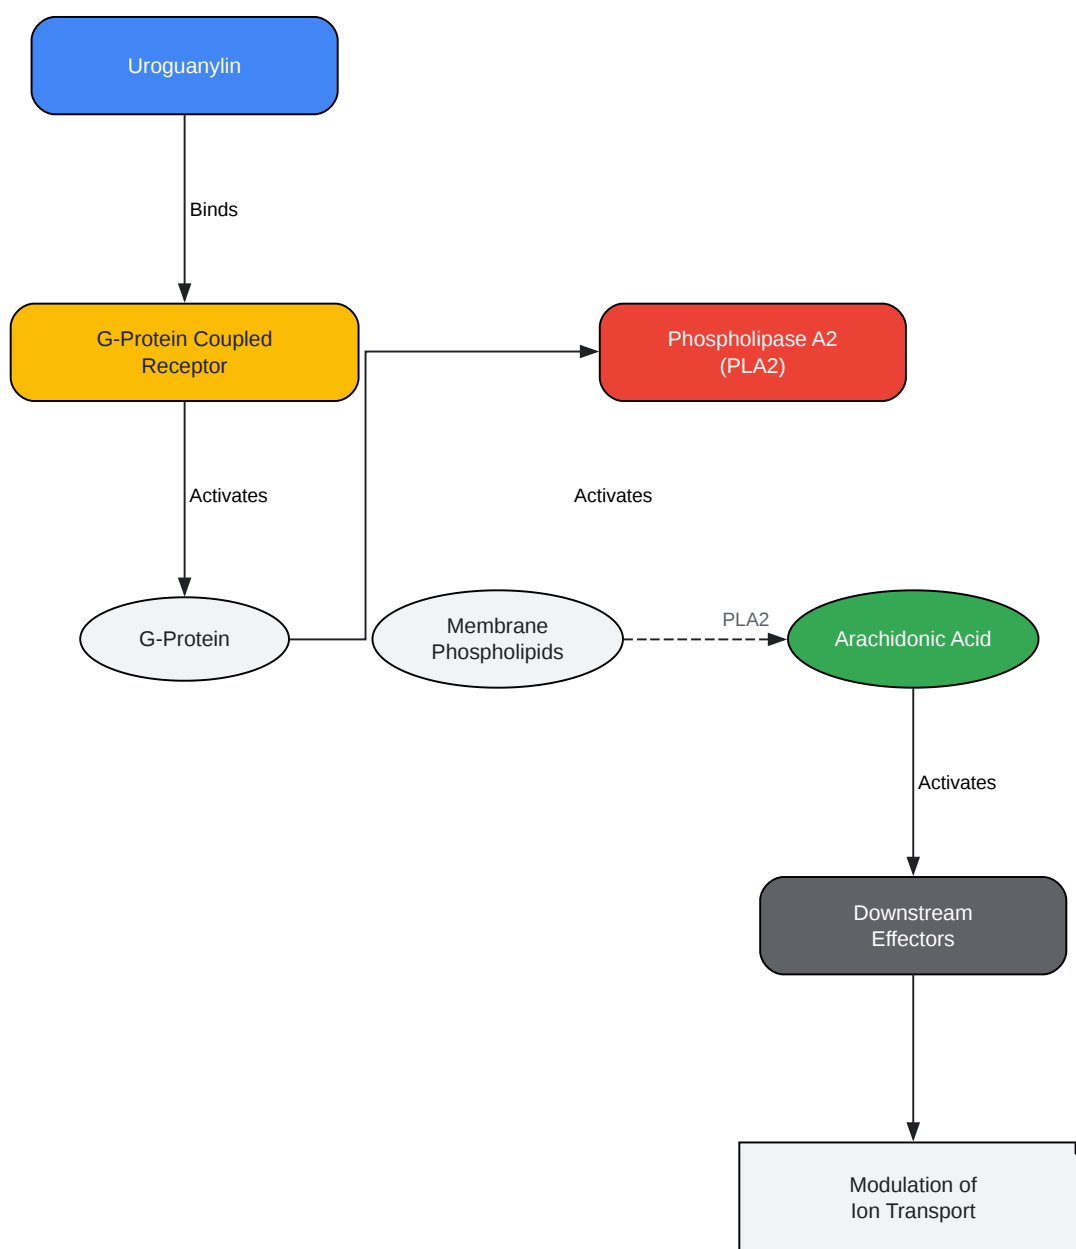 Uroguanylin
Binds
G-Protein Coupled
Receptor
Phospholipase A2
(PLA2)
Activates
Activates
G-Protein
Membrane
Phospholipids
PLA2
Arachidonic Acid
Activates
Downstream
Effectors
Modulation of
Ion Transport